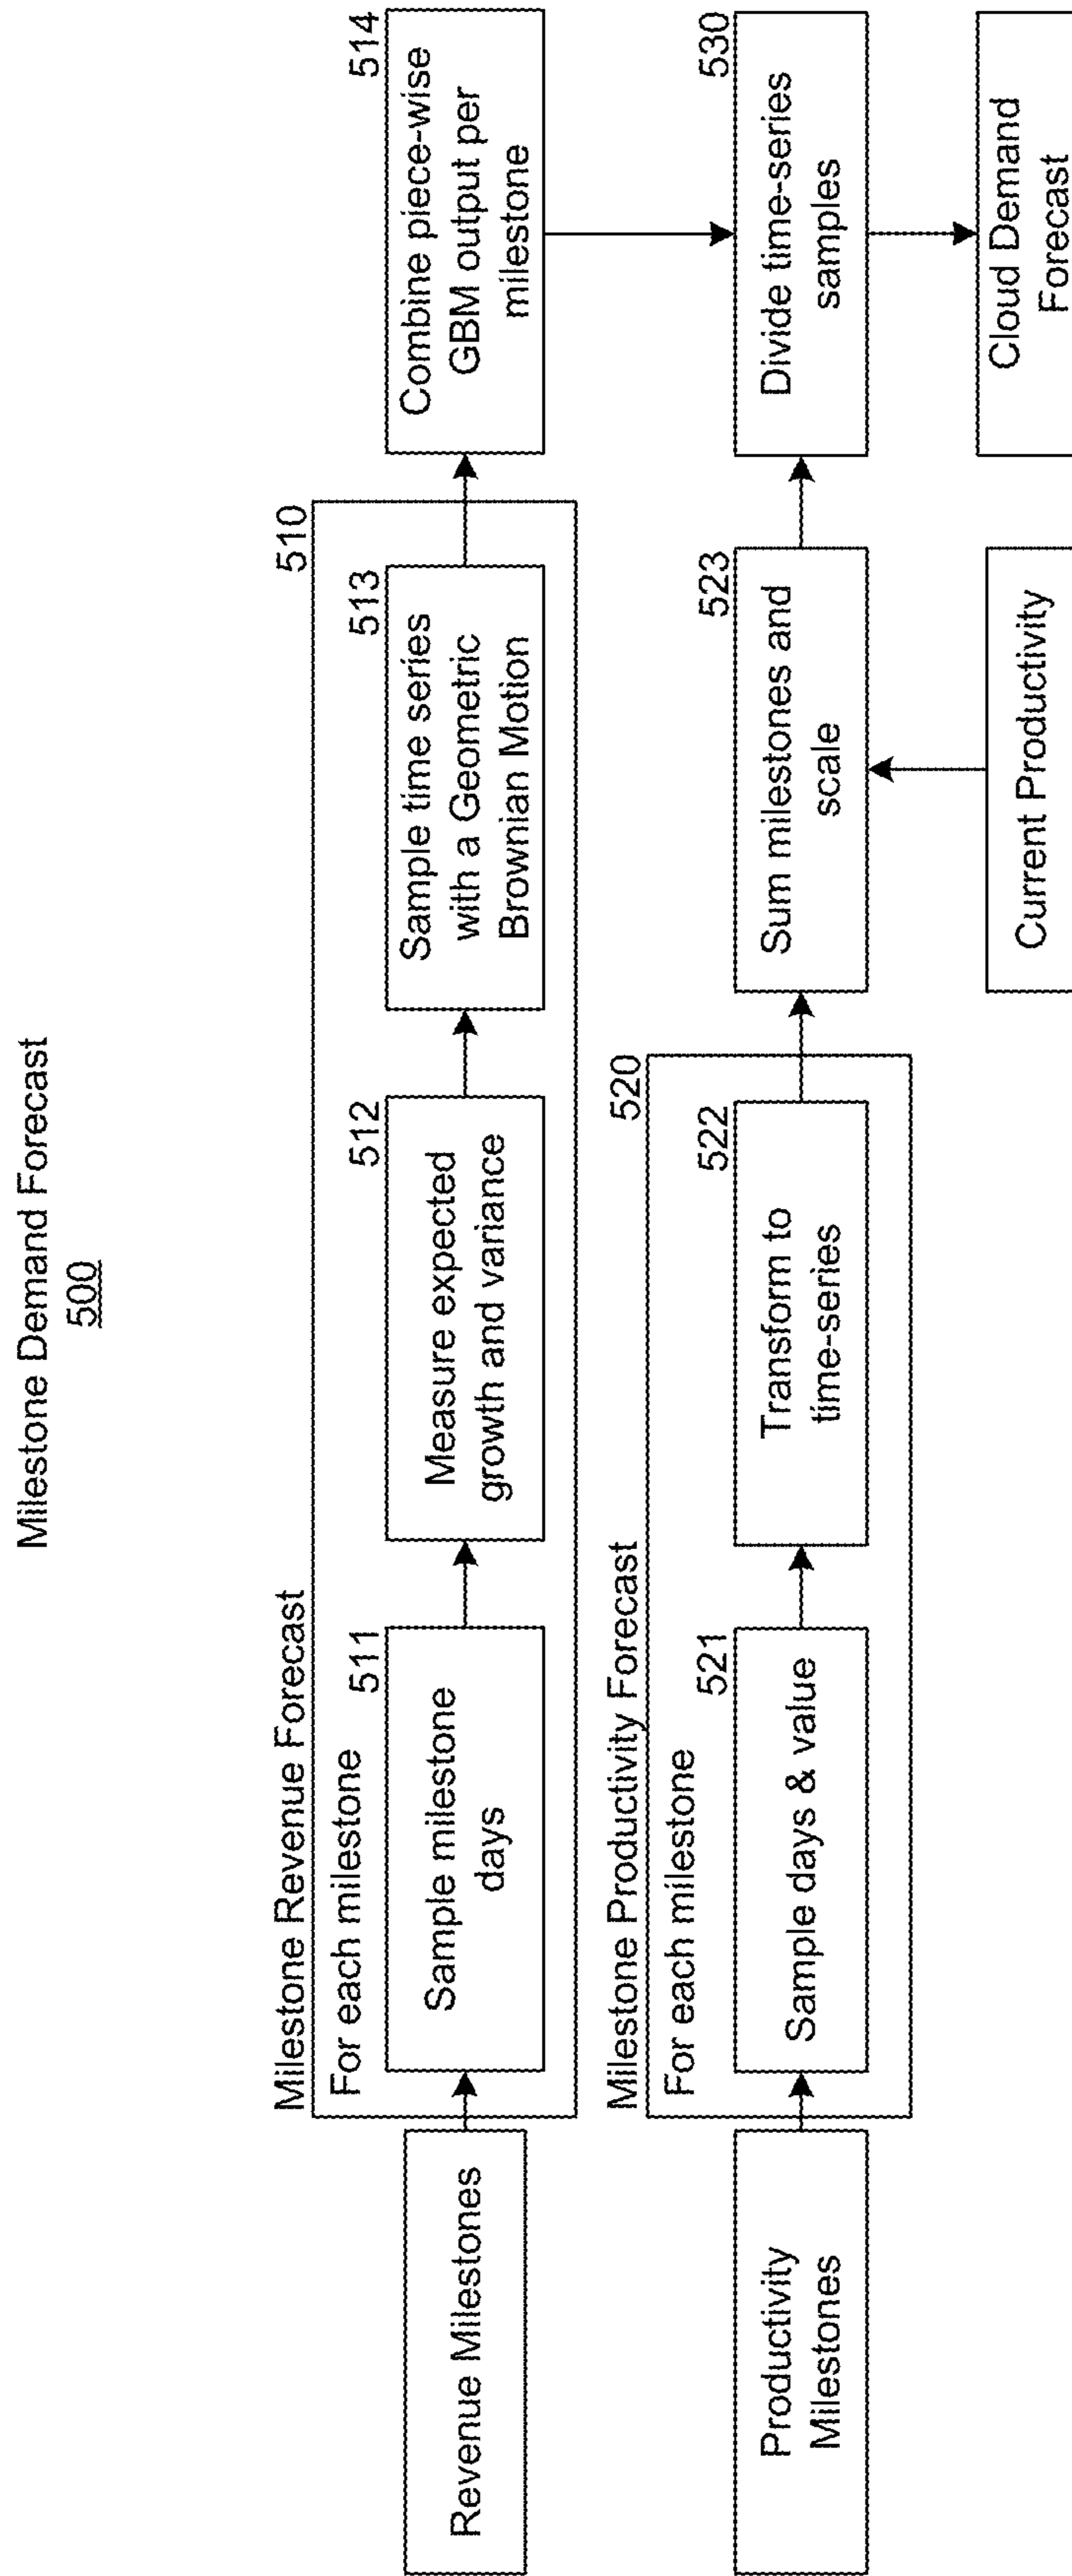 Milestone Demand Forecast
500
Milestone Revenue Forecast
510
For each milestone
Revenue Milestones
511
Sample milestone
days
512
Measure expected
growth and variance
513
Sample time series
with a Geometric
Brownian Motion
514
Combine piece-wise
GBM output per
milestone
Milestone Productivity Forecast
520
For each milestone
Productivity
Milestones
521
Sample days & value
522
Transform to
time-series
523
Sum milestones and
scale
530
Divide time-series
samples
Current Productivity
Cloud Demand
Forecast